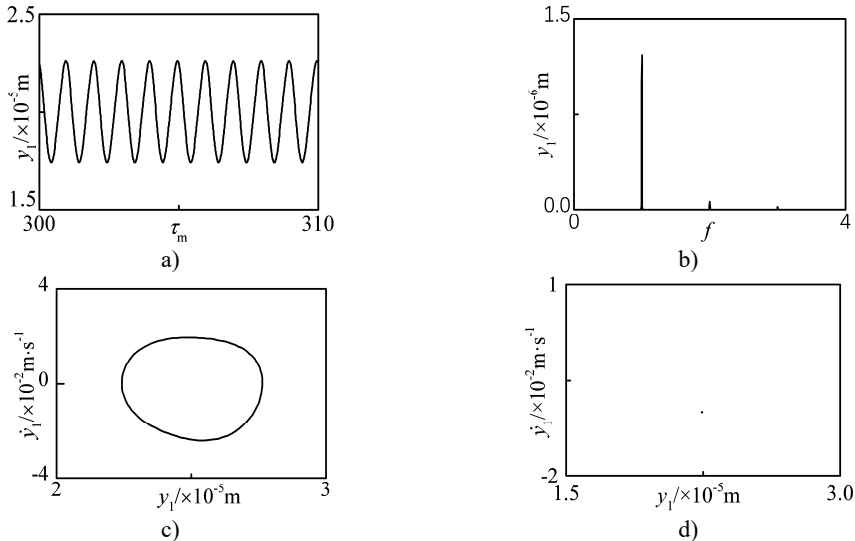 2.5
y₁/×10⁻⁵m
1.5
300
310
τₘ
a)
1.5
y₁/×10⁻⁶m
0.0
0
4
f
b)
4
ẏ₁/×10⁻²m·s⁻¹
0
-4
2
3
y₁/×10⁻⁵m
c)
1
ẏ₁/×10⁻²m·s⁻¹
-2
1.5
3.0
y₁/×10⁻⁵m
d)